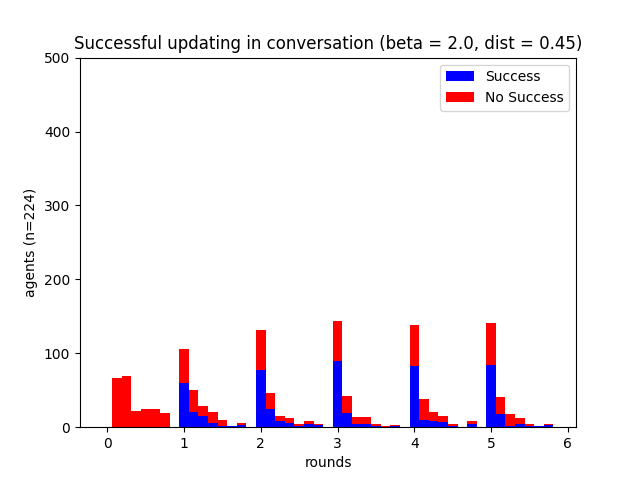 Successful updating in conversation (beta = 2.0, dist = 0.45)
500
400
300
200
100
0
agents (n=224)
Success
No Success
0 1 2 3 4 5 6
rounds